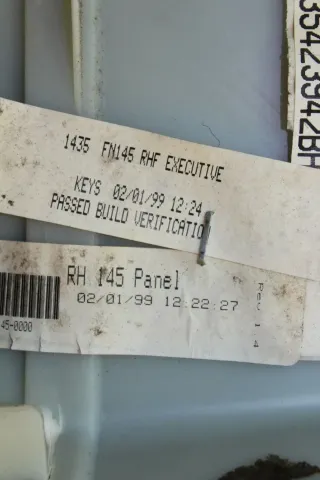 35423942BA
1435 FN145 RHF EXECUTIVE
KEYS 02/01/99 12:24
PASSED BUILD VERIFICATIO
RH 145 Panel
02/01/99 12:22:27
Rev 1.4
45-0000